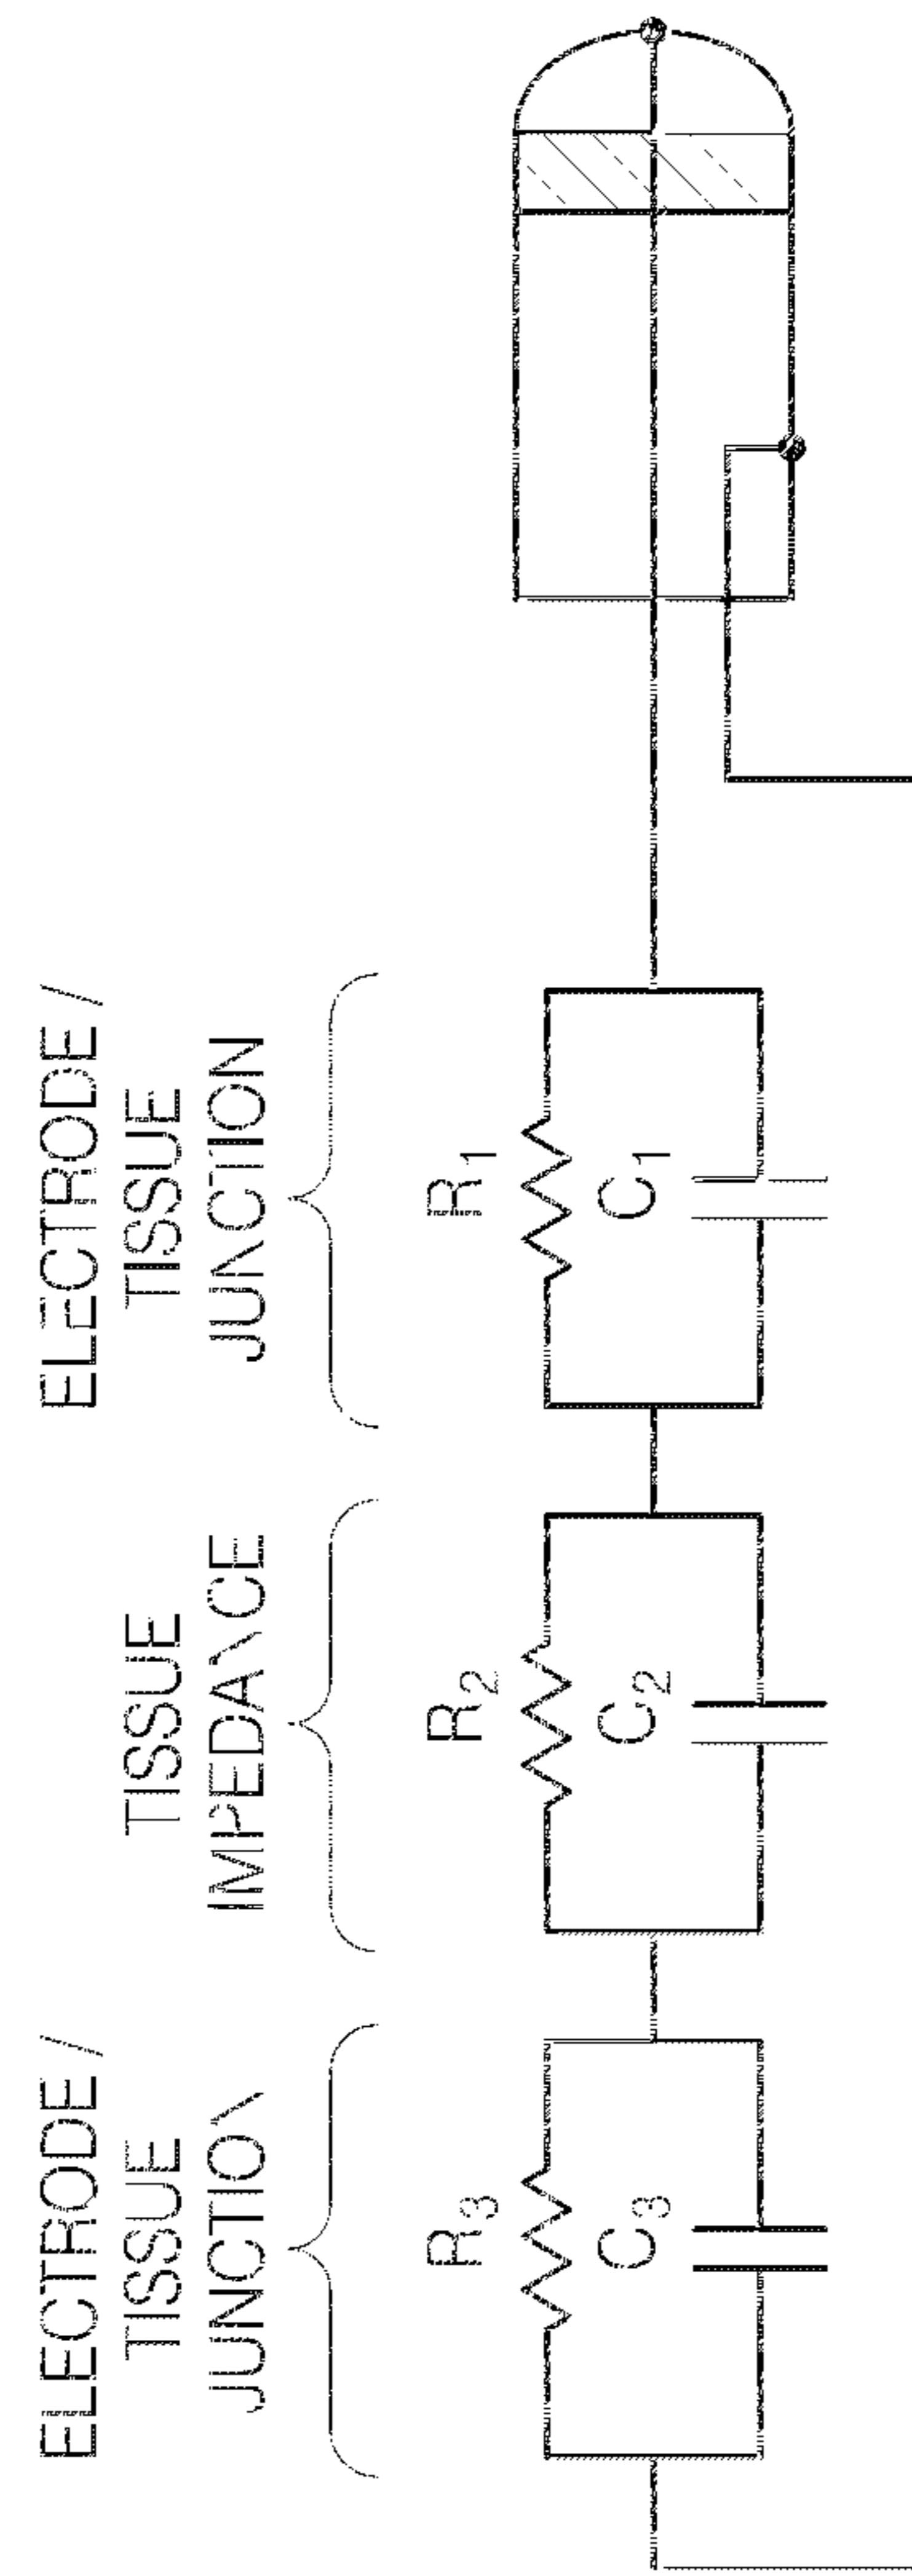 ELECTRODE /
TISSUE
JUNCTION
TISSUE
IMPEDANCE
ELECTRODE /
TISSUE
JUNCTION
R3
C3
R2
C2
R1
C1